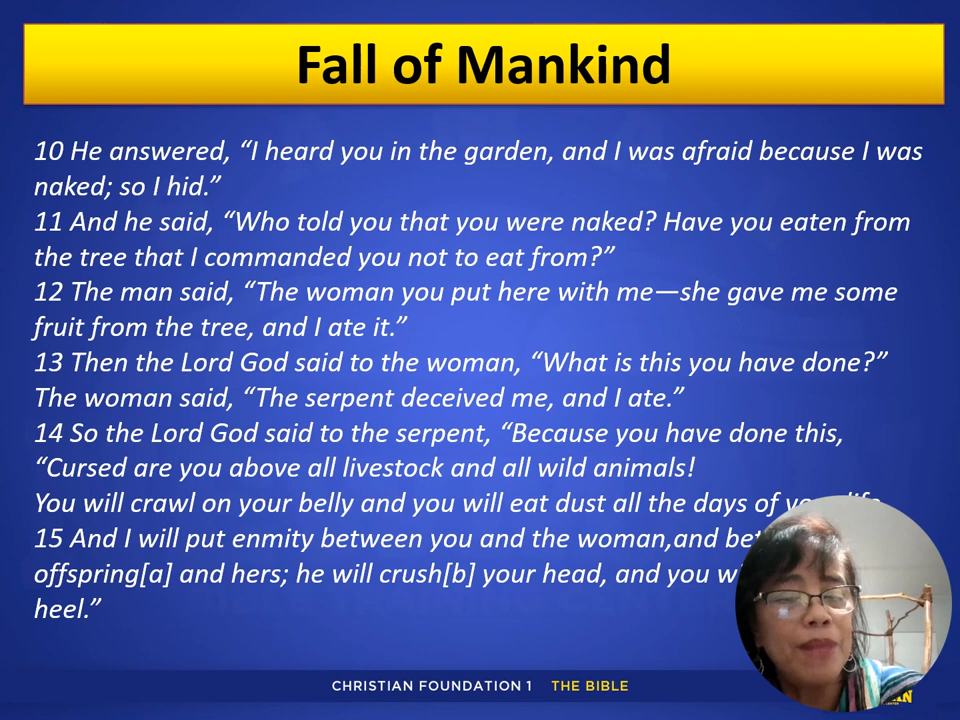 Fall of Mankind
10 He answered, “I heard you in the garden, and I was afraid because I was
naked; so I hid.”
11 And he said, “Who told you that you were naked? Have you eaten from
the tree that I commanded you not to eat from?”
12 The man said, “The woman you put here with me—she gave me some
fruit from the tree, and I ate it.”
13 Then the Lord God said to the woman, “What is this you have done?”
The woman said, “The serpent deceived me, and I ate.”
14 So the Lord God said to the serpent, “Because you have done this,
“Cursed are you above all livestock and all wild animals!
You will crawl on your belly and you will eat dust all the days of
15 And I will put enmity between you and the woman,and
offspring[a] and hers; he will crush[b] your head, and you
heel.”
CHRISTIAN FOUNDATION 1 THE BIBLE